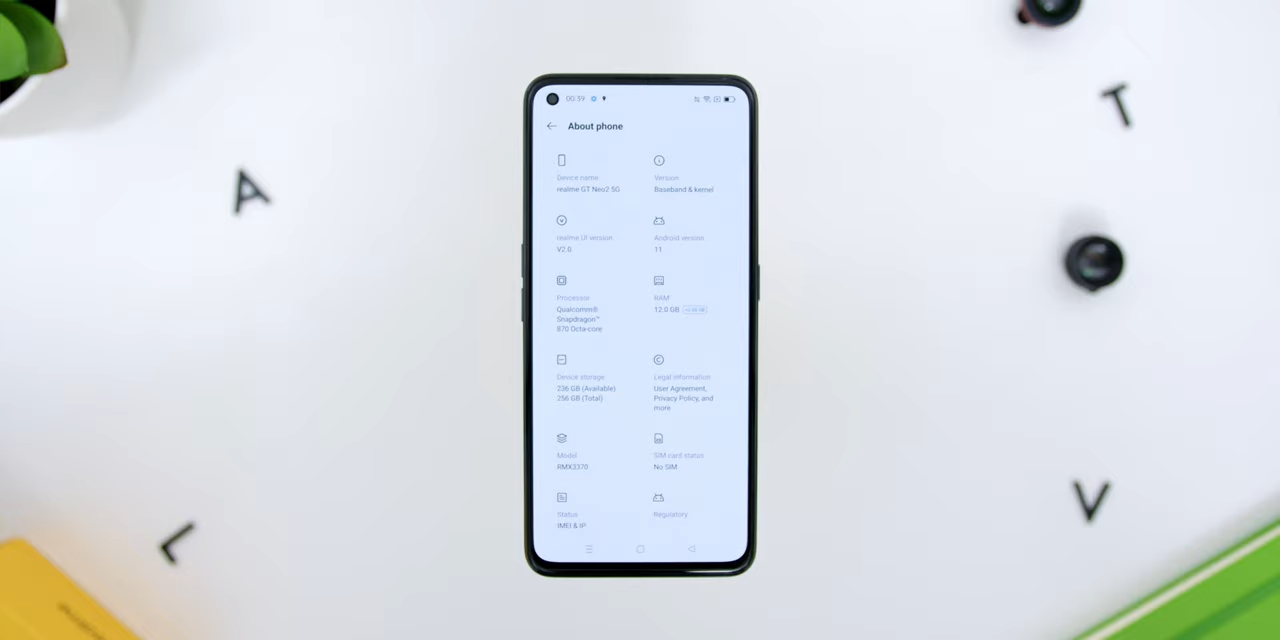 00:39
About phone
Device name
realme GT Neo2 5G
Version
Baseband & kernel
realme UI version
V2.0
Android version
11
Processor
Qualcomm®
Snapdragon™
870 Octa-core
RAM
12.0 GB
Device storage
236 GB (Available)
256 GB (Total)
Legal information
User Agreement,
Privacy Policy, and
more
Model
RMX3370
SIM card status
No SIM
Status
IMEI & IP
Regulatory
A
T
L
V